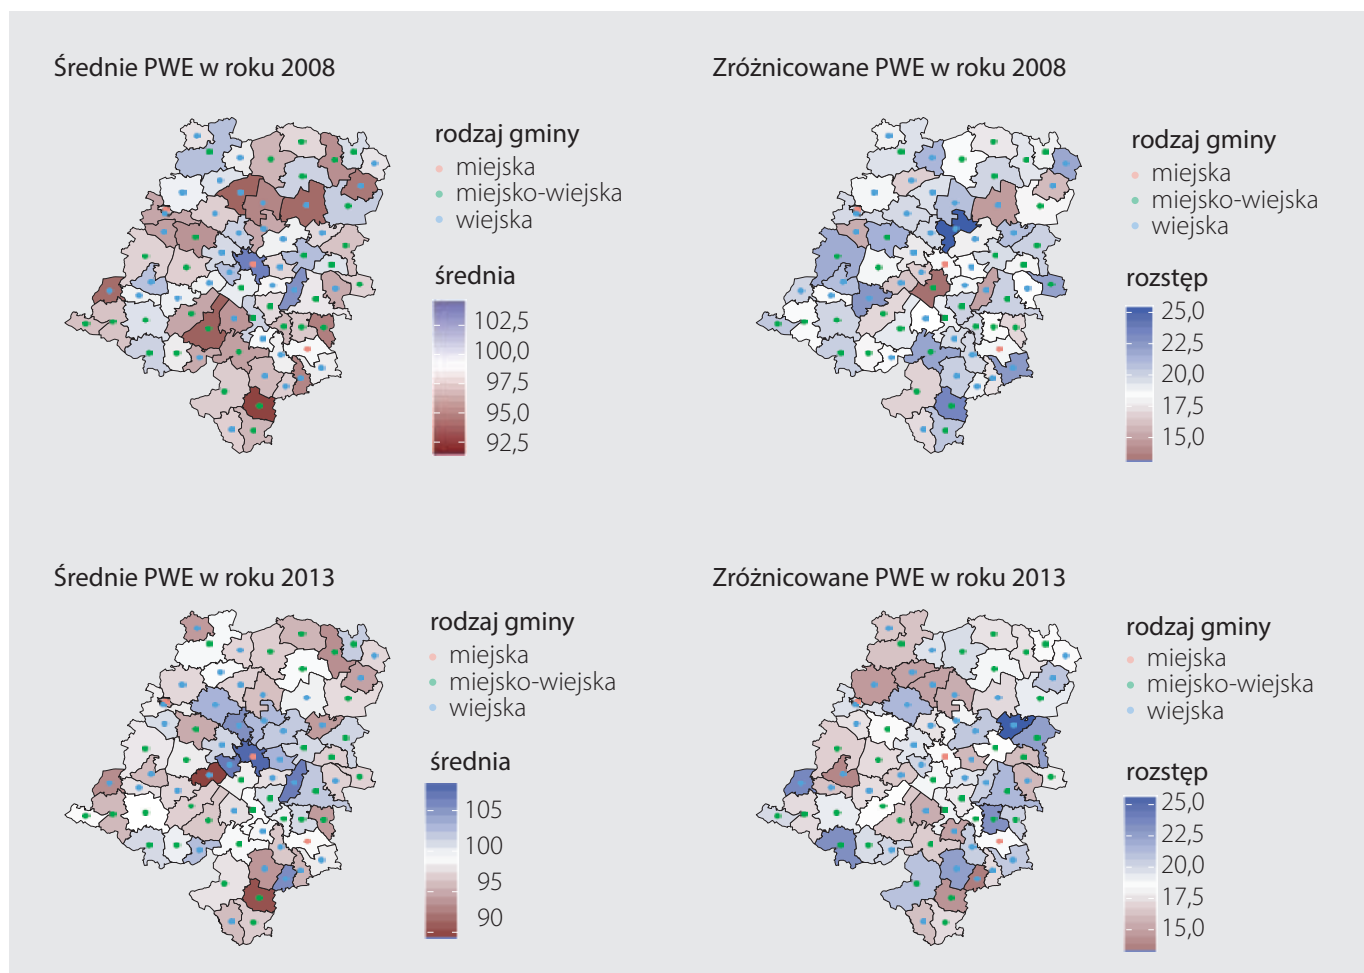 Średnie PWE w roku 2008
rodzaj gminy
miejska
miejsko-wiejska
wiejska
średnia
102,5
100,0
97,5
95,0
92,5
Zróżnicowane PWE w roku 2008
rodzaj gminy
miejska
miejsko-wiejska
wiejska
rozstęp
25,0
22,5
20,0
17,5
15,0
Średnie PWE w roku 2013
rodzaj gminy
miejska
miejsko-wiejska
wiejska
średnia
105
100
95
90
Zróżnicowane PWE w roku 2013
rodzaj gminy
miejska
miejsko-wiejska
wiejska
rozstęp
25,0
22,5
20,0
17,5
15,0